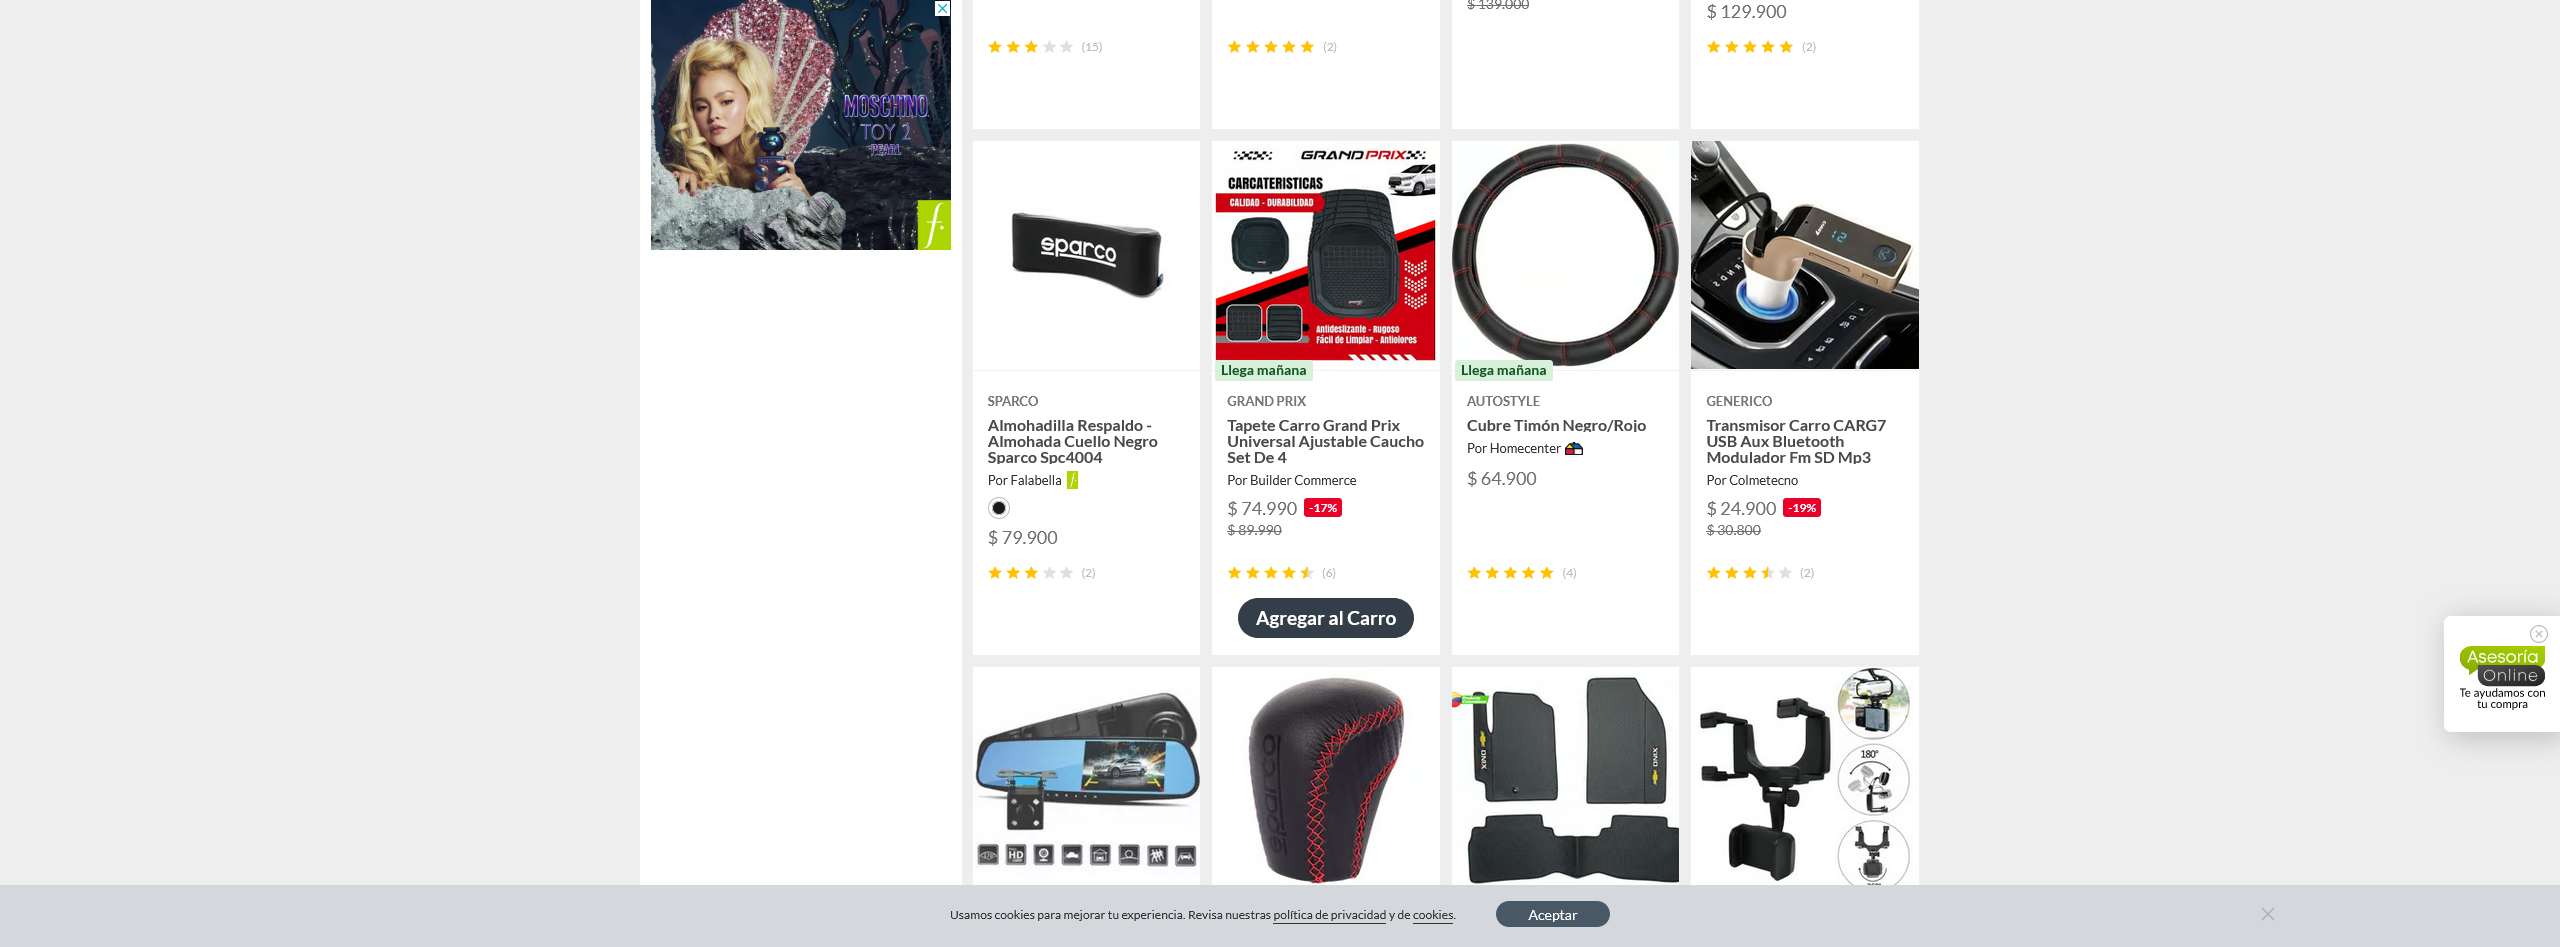 $ 139.000
$ 129.900
(15)
(2)
(2)
MOSCHINO
TOY 2
PEARL
f.
sparco
GRAND PRIX
CARCATERISTICAS
CALIDAD - DURABILIDAD
Antideslizante - Rugoso
Fácil de Limpiar - Antiolores
12
Llega mañana
Llega mañana
SPARCO
Almohadilla Respaldo -
Almohada Cuello Negro
Sparco Spc4004
Por Falabella
$ 79.900
(2)
GRAND PRIX
Tapete Carro Grand Prix
Universal Ajustable Caucho
Set De 4
Por Builder Commerce
$ 74.990 -17%
$ 89.990
(6)
Agregar al Carro
AUTOSTYLE
Cubre Timón Negro/Rojo
Por Homecenter
$ 64.900
(4)
GENERICO
Transmisor Carro CARG7
USB Aux Bluetooth
Modulador Fm SD Mp3
Por Colmetecno
$ 24.900 -19%
$ 30.800
(2)
HD
sparco
ONIX
ONIX
180°
Asesoría
Online
Te ayudamos con
tu compra
Usamos cookies para mejorar tu experiencia. Revisa nuestras política de privacidad y de cookies.
Aceptar